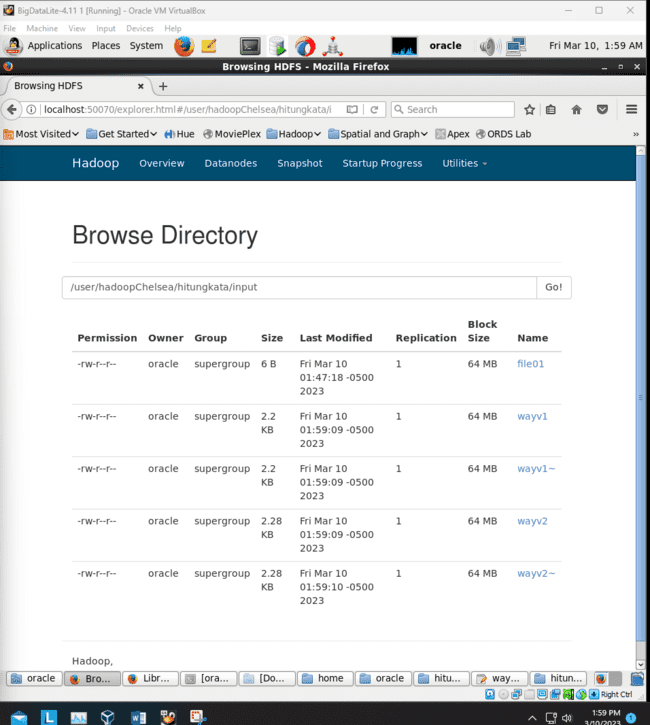 BigDataLite-4.11 1 [Running] - Oracle VM VirtualBox
File Machine View Input Devices Help
Applications Places System oracle Fri Mar 10, 1:59 AM
Browsing HDFS - Mozilla Firefox
Browsing HDFS
localhost:50070/explorer.html#/user/hadoopChelsea/hitungkata/i Search
Most Visited Get Started Hue MoviePlex Hadoop Spatial and Graph Apex ORDS Lab »
Hadoop Overview Datanodes Snapshot Startup Progress Utilities
Browse Directory
/user/hadoopChelsea/hitungkata/input Go!
Permission Owner Group Size Last Modified Replication Block Size Name
-rw-r--r-- oracle supergroup 6 B Fri Mar 10 01:47:18 -0500 2023 1 64 MB file01
-rw-r--r-- oracle supergroup 2.2 KB Fri Mar 10 01:59:09 -0500 2023 1 64 MB wayv1
-rw-r--r-- oracle supergroup 2.2 KB Fri Mar 10 01:59:09 -0500 2023 1 64 MB wayv1~
-rw-r--r-- oracle supergroup 2.28 KB Fri Mar 10 01:59:09 -0500 2023 1 64 MB wayv2
-rw-r--r-- oracle supergroup 2.28 KB Fri Mar 10 01:59:10 -0500 2023 1 64 MB wayv2~
Hadoop,
oracle Bro... Libr... [ora... [Do... home oracle hitu... way... hitun...
Right Ctrl
1:59 PM
3/10/2023